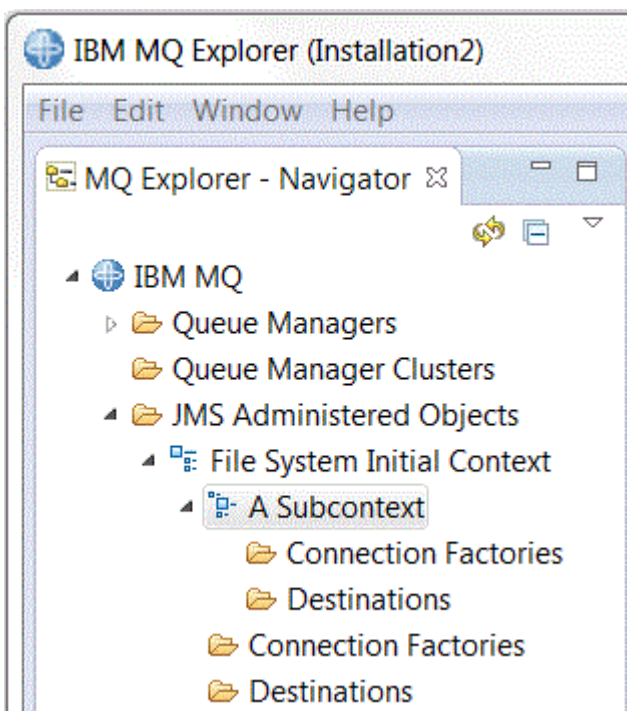 IBM MQ Explorer (Installation2)
File Edit Window Help
MQ Explorer - Navigator
IBM MQ
Queue Managers
Queue Manager Clusters
JMS Administered Objects
File System Initial Context
A Subcontext
Connection Factories
Destinations
Connection Factories
Destinations